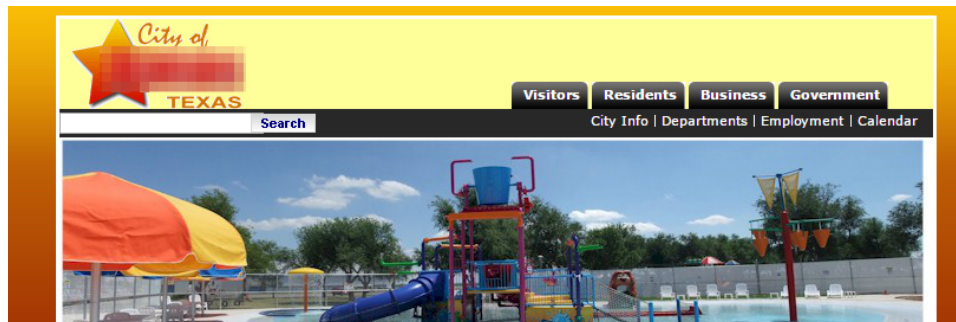 City of
TEXAS
Visitors Residents Business Government
Search
City Info | Departments | Employment | Calendar